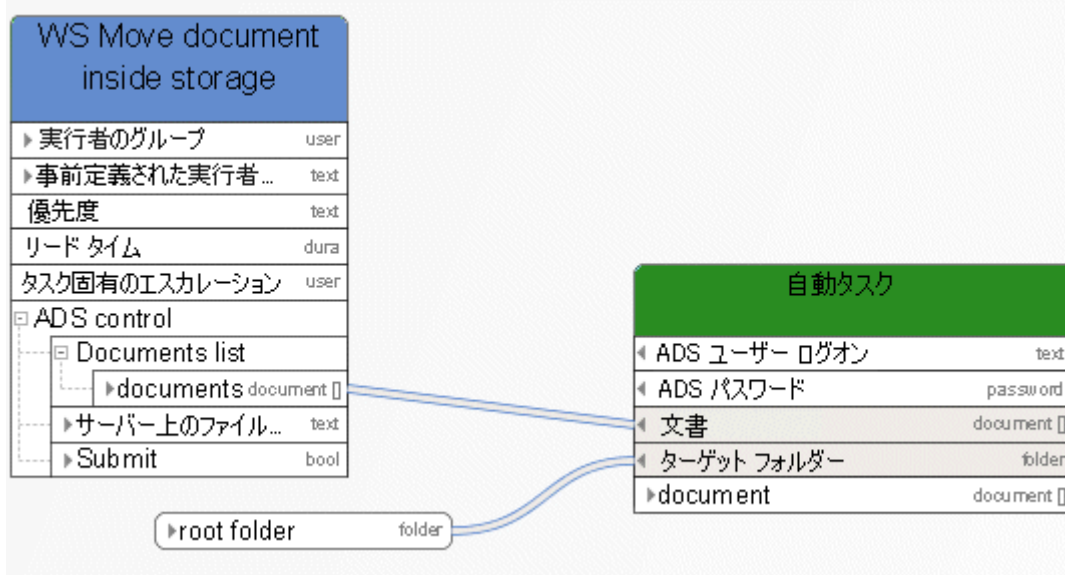 WS Move document
inside storage
実行者のグループ user
事前定義された実行者... text
優先度 text
リード タイム dura
タスク固有のエスカレーション user
ADS control
Documents list
documents document []
サーバー上のファイル... text
Submit bool
root folder folder
自動タスク
ADS ユーザー ログオン text
ADS パスワード password
文書 document []
ターゲット フォルダー folder
document document []